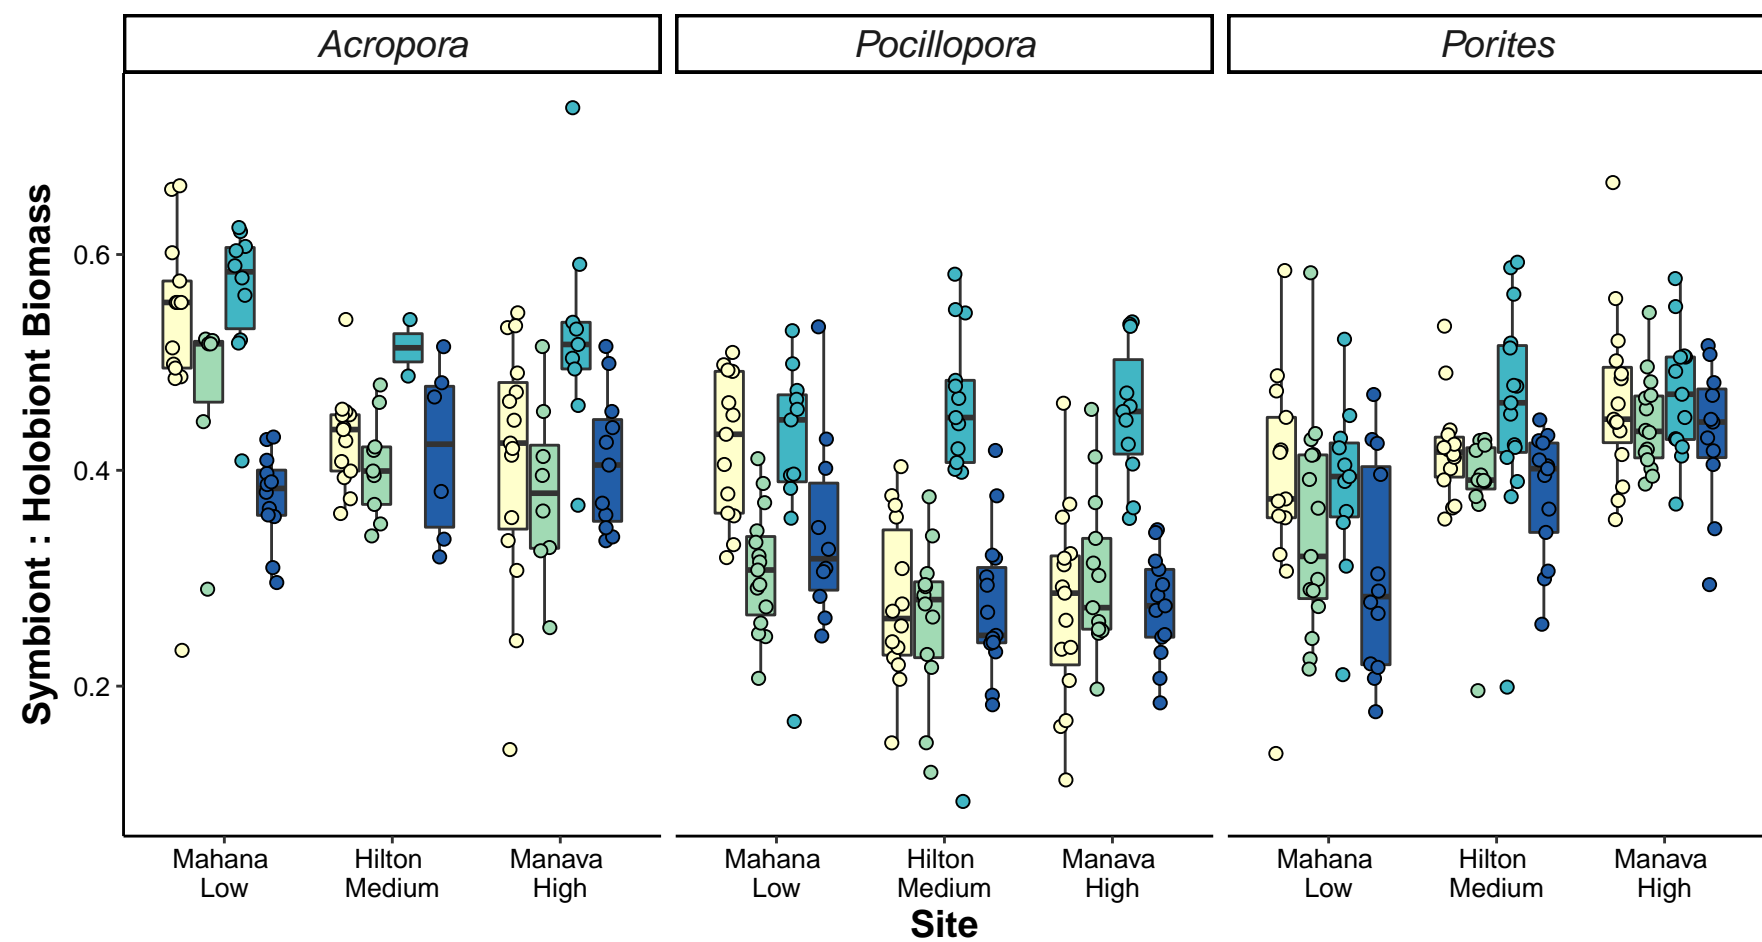 Acropora
Pocillopora
Porites
Symbiont : Holobiont Biomass
0.6
0.4
0.2
Mahana
Low
Hilton
Medium
Manava
High
Mahana
Low
Hilton
Medium
Manava
High
Mahana
Low
Hilton
Medium
Manava
High
Site